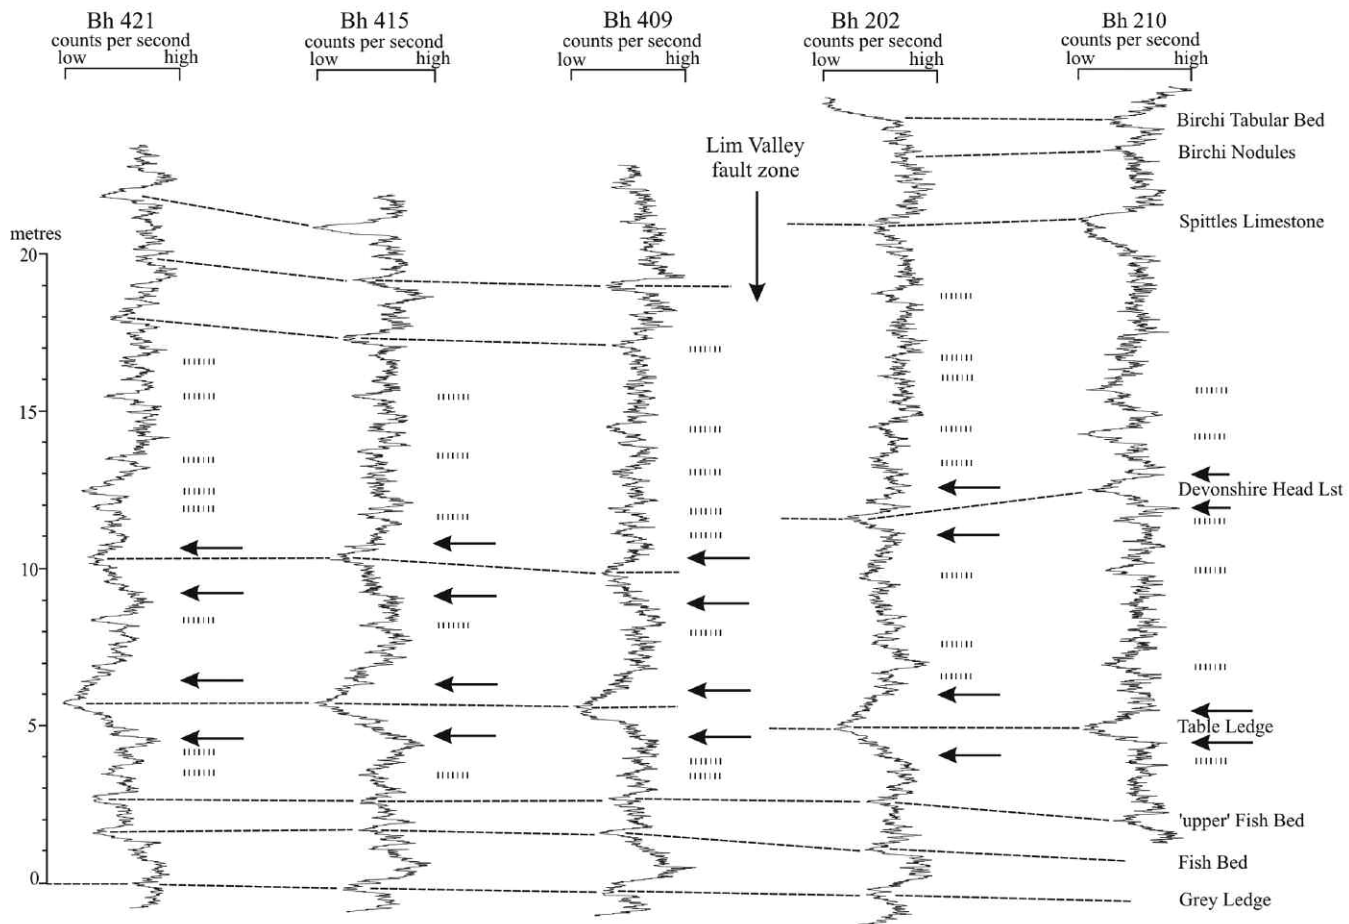 Bh 421
counts per second
low high
Bh 415
counts per second
low high
Bh 409
counts per second
low high
Bh 202
counts per second
low high
Bh 210
counts per second
low high
Lim Valley
fault zone
Birchi Tabular Bed
Birchi Nodules
Spittles Limestone
metres
20
15
10
5
0
Devonshire Head Lst
Table Ledge
'upper' Fish Bed
Fish Bed
Grey Ledge